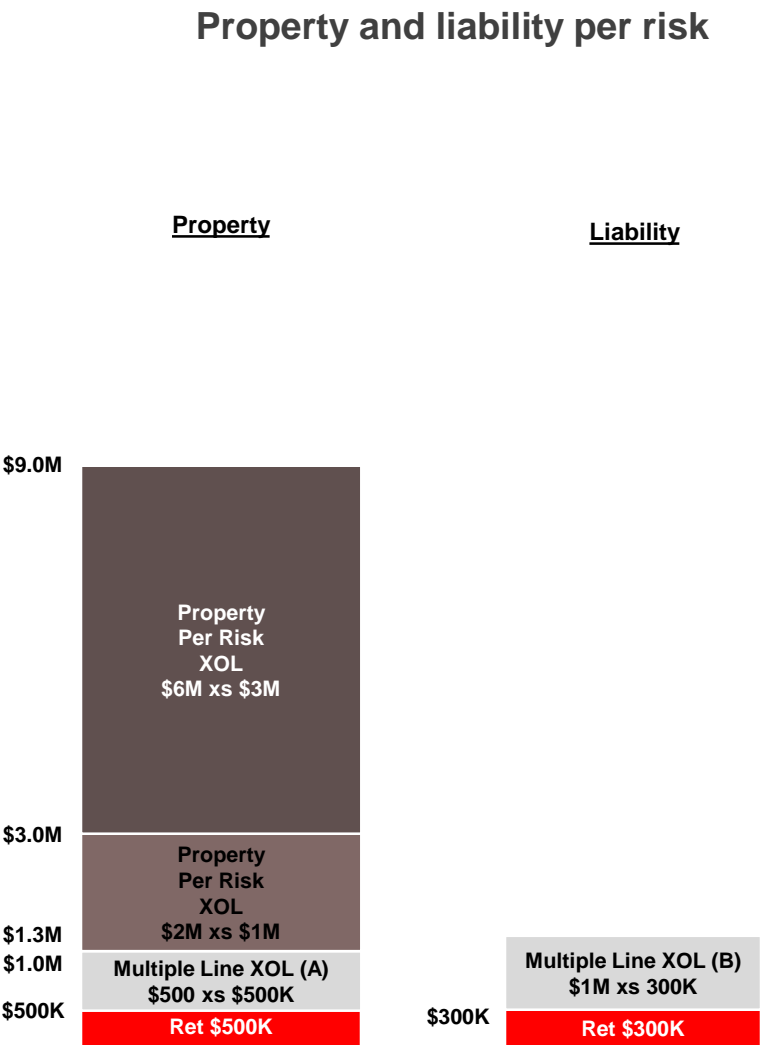 Property and liability per risk
Property
Liability
$9.0M
Property
Per Risk
XOL
$6M xs $3M
$3.0M
Property
Per Risk
XOL
$2M xs $1M
$1.3M
$1.0M
Multiple Line XOL (A)
$500 xs $500K
Multiple Line XOL (B)
$1M xs 300K
$500K
Ret $500K
$300K
Ret $300K